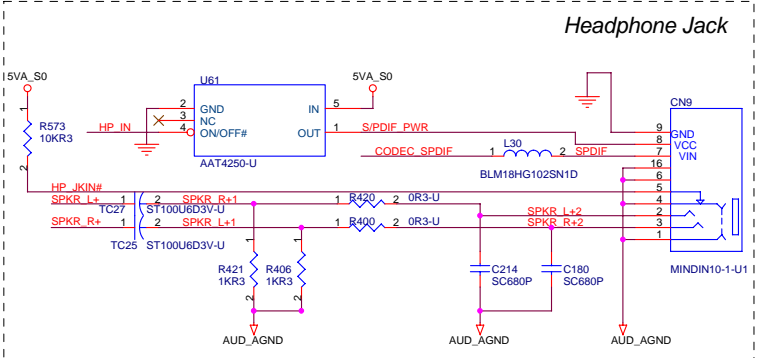 Headphone Jack
5VA_S0
U61
5VA_S0
CN9
2 GND IN 5
3 NC
HP_IN 4 ON/OFF# OUT 1 S/PDIF_PWR
AAT4250-U
1
R573
10KR3
2
L30
CODEC_SPDIF 1 2 SPDIF
BLM18HG102SN1D
9 GND
8 VCC
7 VIN
16
6
5
4
2
3
1
MINDIN10-1-U1
HP_JKIN#
SPKR_L+ 1 2 SPKR_R+1 1 R420 2 0R3-U SPKR_L+2
TC27 ST100U6D3V-U
SPKR_R+ 1 2 SPKR_L+1 1 R400 2 0R3-U SPKR_R+2
TC25 ST100U6D3V-U
1 1
R421 R406
1KR3 1KR3
2 2
C214 C180
SC680P SC680P
AUD_AGND AUD_AGND AUD_AGND